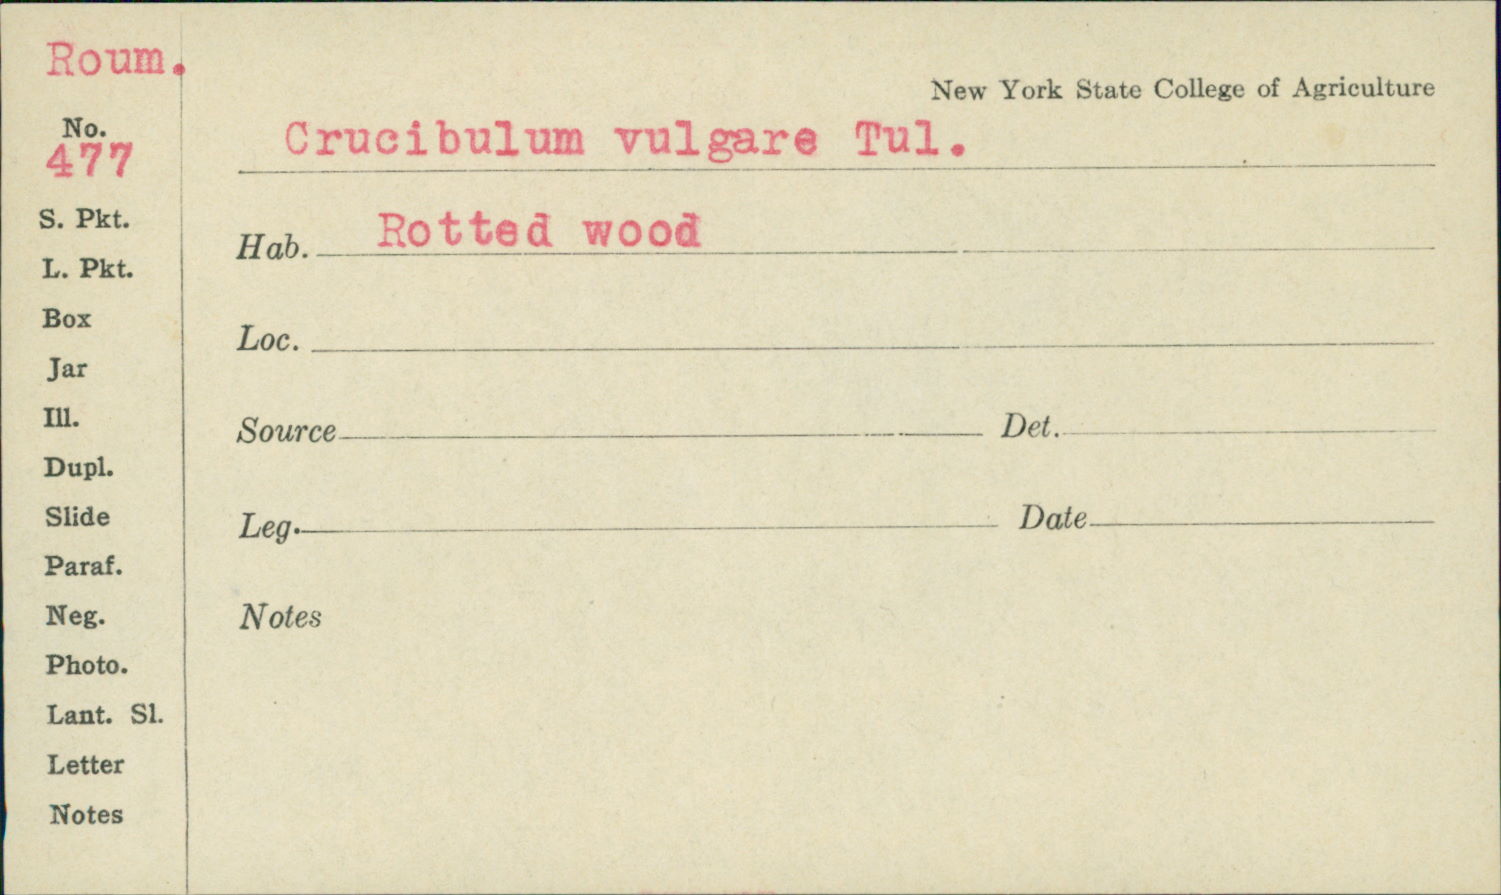 Roum.
New York State College of Agriculture
No.
477
Crucibulum vulgare Tul.
S. Pkt.
Hab. Rotted wood
L. Pkt.
Box
Loc.
Jar
Ill.
Source Det.
Dupl.
Slide
Leg. Date
Paraf.
Neg.
Notes
Photo.
Lant. Sl.
Letter
Notes